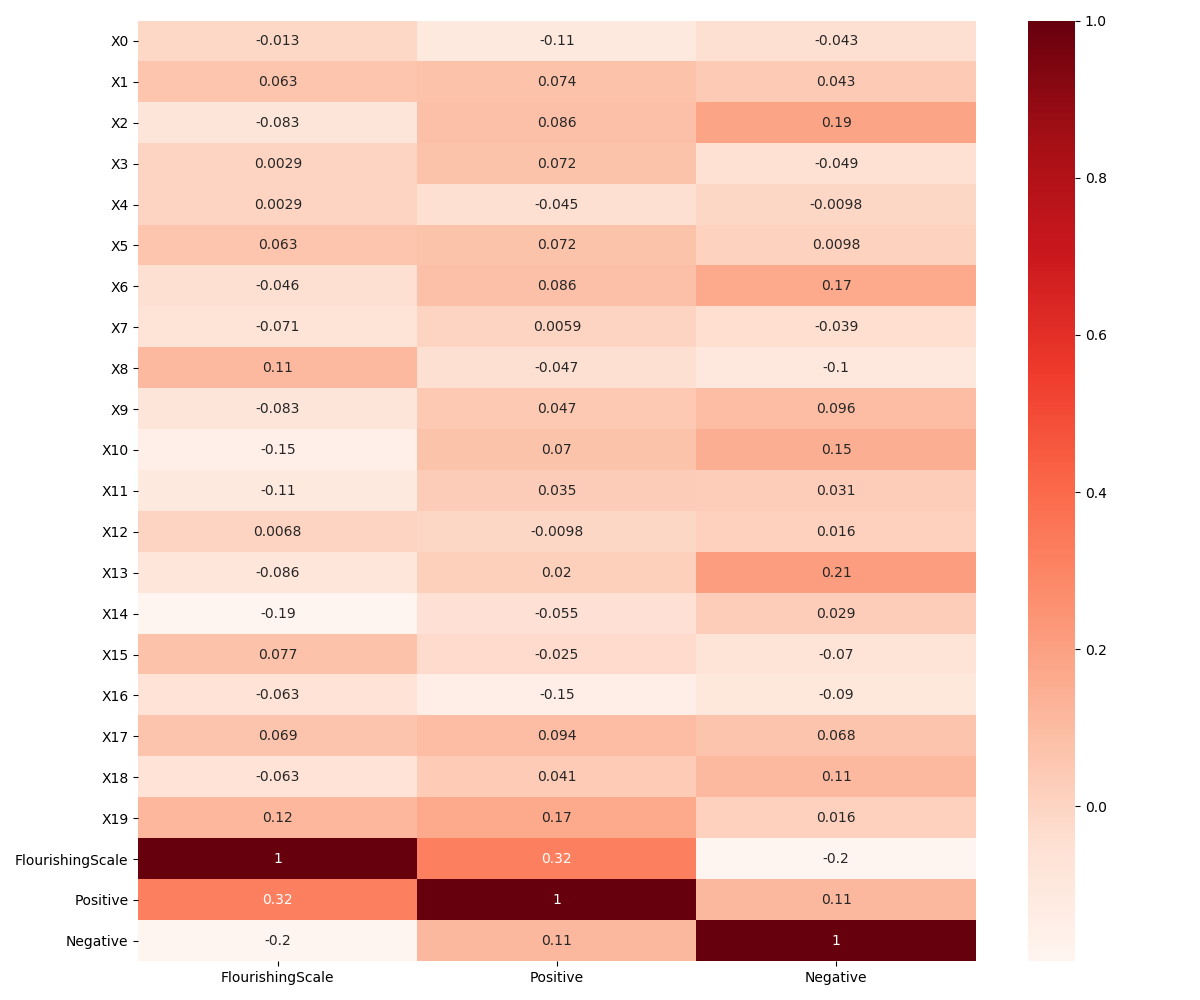 X0 -0.013 -0.11 -0.043
X1 0.063 0.074 0.043
X2 -0.083 0.086 0.19
X3 0.0029 0.072 -0.049
X4 0.0029 -0.045 -0.0098
X5 0.063 0.072 0.0098
X6 -0.046 0.086 0.17
X7 -0.071 0.0059 -0.039
X8 0.11 -0.047 -0.1
X9 -0.083 0.047 0.096
X10 -0.15 0.07 0.15
X11 -0.11 0.035 0.031
X12 0.0068 -0.0098 0.016
X13 -0.086 0.02 0.21
X14 -0.19 -0.055 0.029
X15 0.077 -0.025 -0.07
X16 -0.063 -0.15 -0.09
X17 0.069 0.094 0.068
X18 -0.063 0.041 0.11
X19 0.12 0.17 0.016
FlourishingScale 1 0.32 -0.2
Positive 0.32 1 0.11
Negative -0.2 0.11 1
FlourishingScale Positive Negative
1.0
0.8
0.6
0.4
0.2
0.0